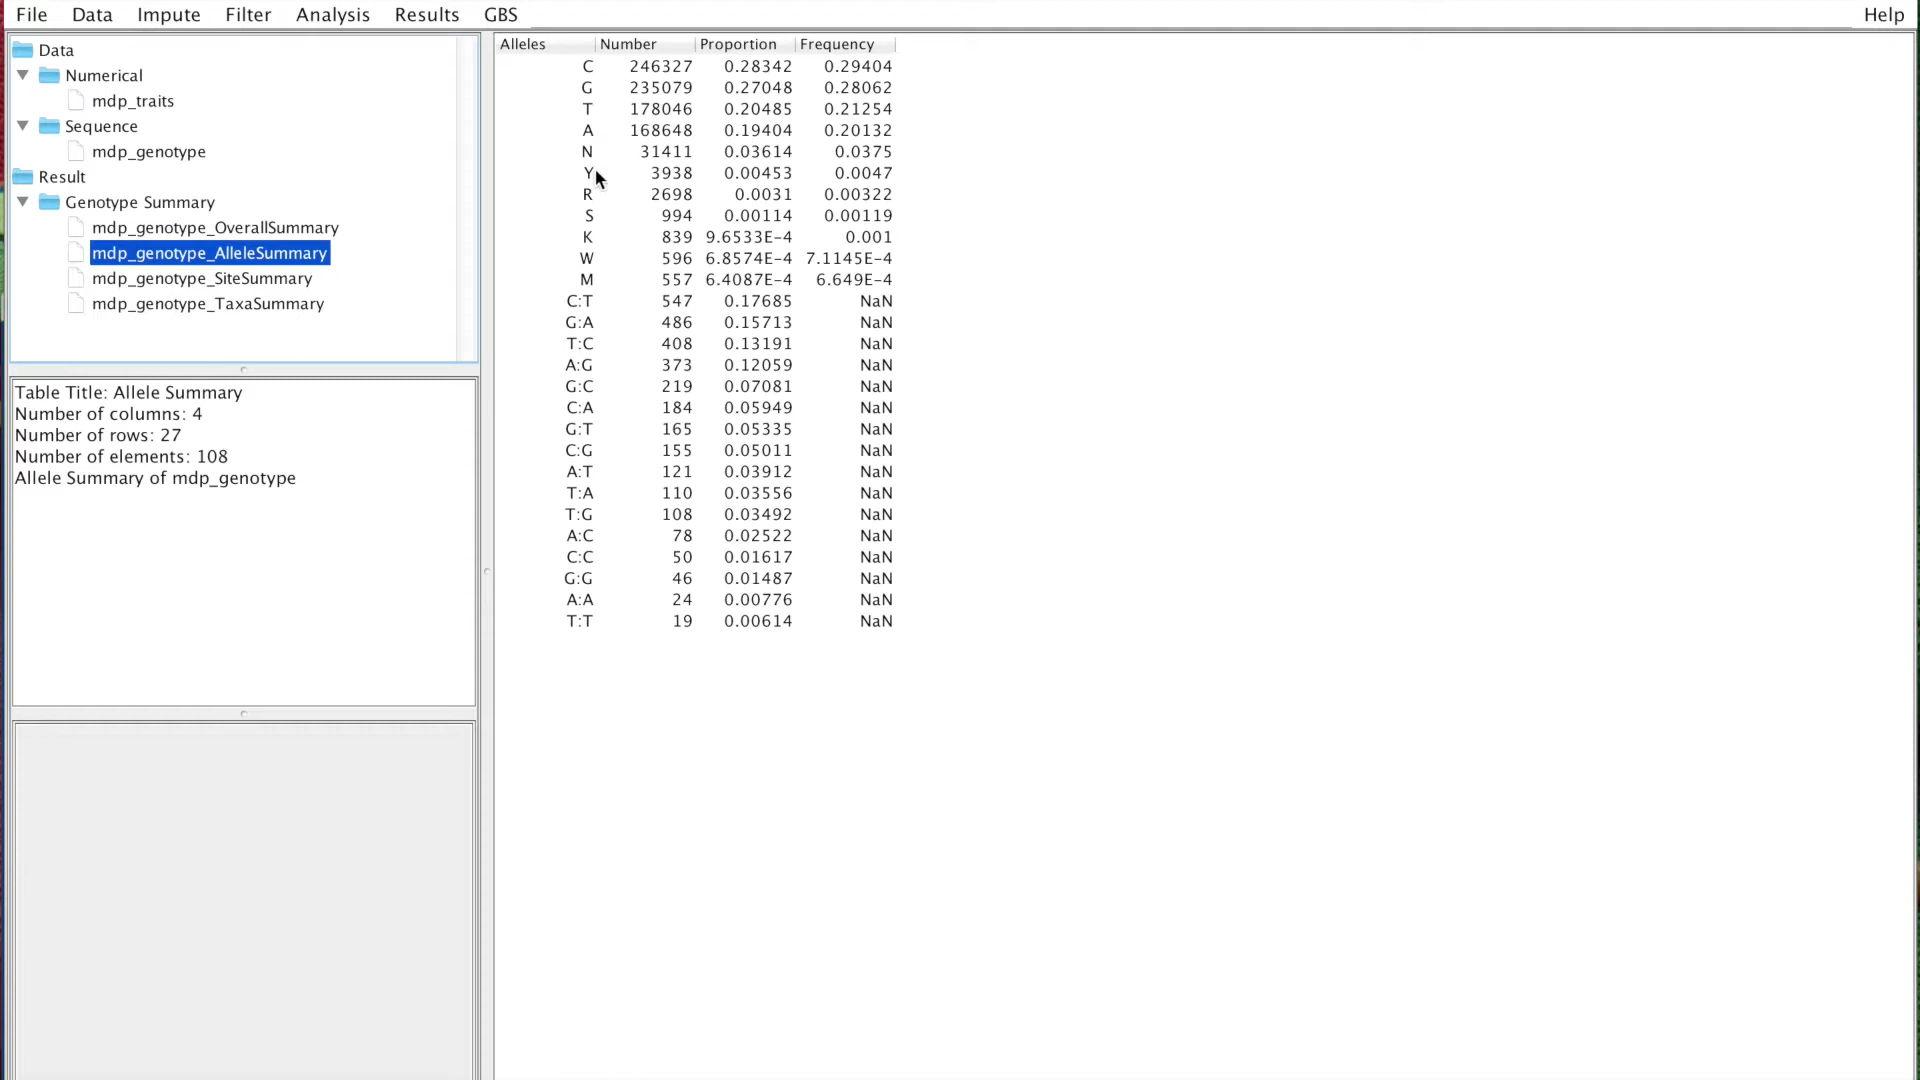 File Data Impute Filter Analysis Results GBS Help
Data
Numerical
mdp_traits
Sequence
mdp_genotype
Result
Genotype Summary
mdp_genotype_OverallSummary
mdp_genotype_AlleleSummary
mdp_genotype_SiteSummary
mdp_genotype_TaxaSummary
Table Title: Allele Summary
Number of columns: 4
Number of rows: 27
Number of elements: 108
Allele Summary of mdp_genotype
Alleles Number Proportion Frequency
C 246327 0.28342 0.29404
G 235079 0.27048 0.28062
T 178046 0.20485 0.21254
A 168648 0.19404 0.20132
N 31411 0.03614 0.0375
Y 3938 0.00453 0.0047
R 2698 0.0031 0.00322
S 994 0.00114 0.00119
K 839 9.6533E-4 0.001
W 596 6.8574E-4 7.1145E-4
M 557 6.4087E-4 6.649E-4
C:T 547 0.17685 NaN
G:A 486 0.15713 NaN
T:C 408 0.13191 NaN
A:G 373 0.12059 NaN
G:C 219 0.07081 NaN
C:A 184 0.05949 NaN
G:T 165 0.05335 NaN
C:G 155 0.05011 NaN
A:T 121 0.03912 NaN
T:A 110 0.03556 NaN
T:G 108 0.03492 NaN
A:C 78 0.02522 NaN
C:C 50 0.01617 NaN
G:G 46 0.01487 NaN
A:A 24 0.00776 NaN
T:T 19 0.00614 NaN